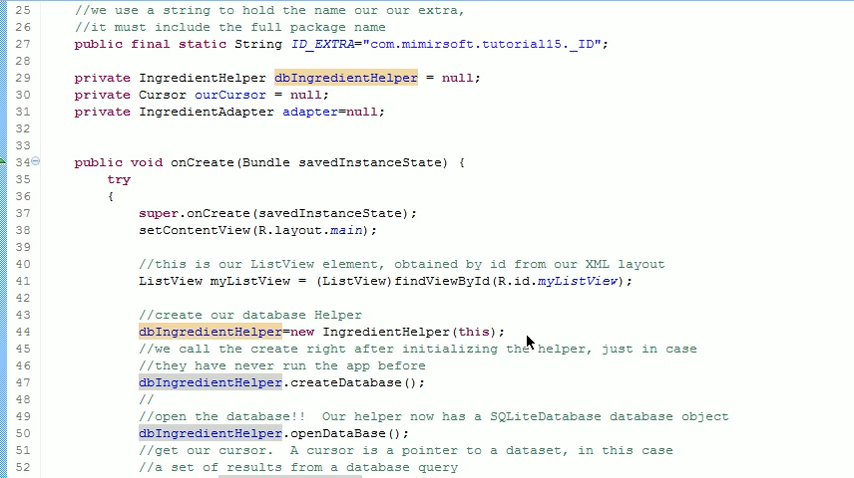 25 //we use a string to hold the name our our extra,
26 //it must include the full package name
27 public final static String ID_EXTRA="com.mimirsoft.tutorial15._ID";
28
29 private IngredientHelper dbIngredientHelper = null;
30 private Cursor ourCursor = null;
31 private IngredientAdapter adapter=null;
32
33
34 public void onCreate(Bundle savedInstanceState) {
35 try
36 {
37 super.onCreate(savedInstanceState);
38 setContentView(R.layout.main);
39
40 //this is our ListView element, obtained by id from our XML layout
41 ListView myListView = (ListView)findViewById(R.id.myListView);
42
43 //create our database Helper
44 dbIngredientHelper=new IngredientHelper(this);
45 //we call the create right after initializing the helper, just in case
46 //they have never run the app before
47 dbIngredientHelper.createDatabase();
48 //
49 //open the database!! Our helper now has a SQLiteDatabase database object
50 dbIngredientHelper.openDataBase();
51 //get our cursor. A cursor is a pointer to a dataset, in this case
52 //a set of results from a database query